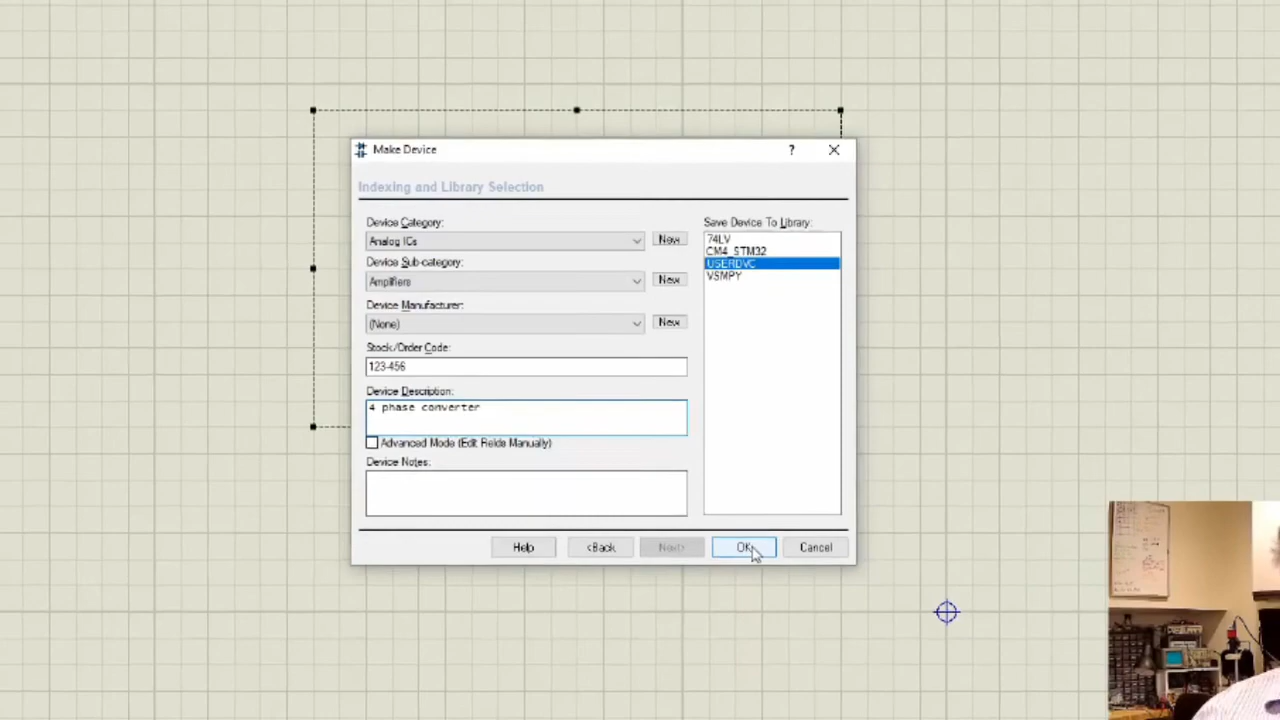 Make Device
?
Indexing and Library Selection
Device Category:
Analog ICs
New
Device Sub-category:
Amplifiers
New
Device Manufacturer:
(None)
New
Stock/Order Code:
123-456
Device Description:
4 phase converter
Advanced Mode (Edit Fields Manually)
Device Notes:
Save Device To Library:
74LV
CM4_STM32
USERDVC
VSMPY
Help
<Back
Next>
OK
Cancel